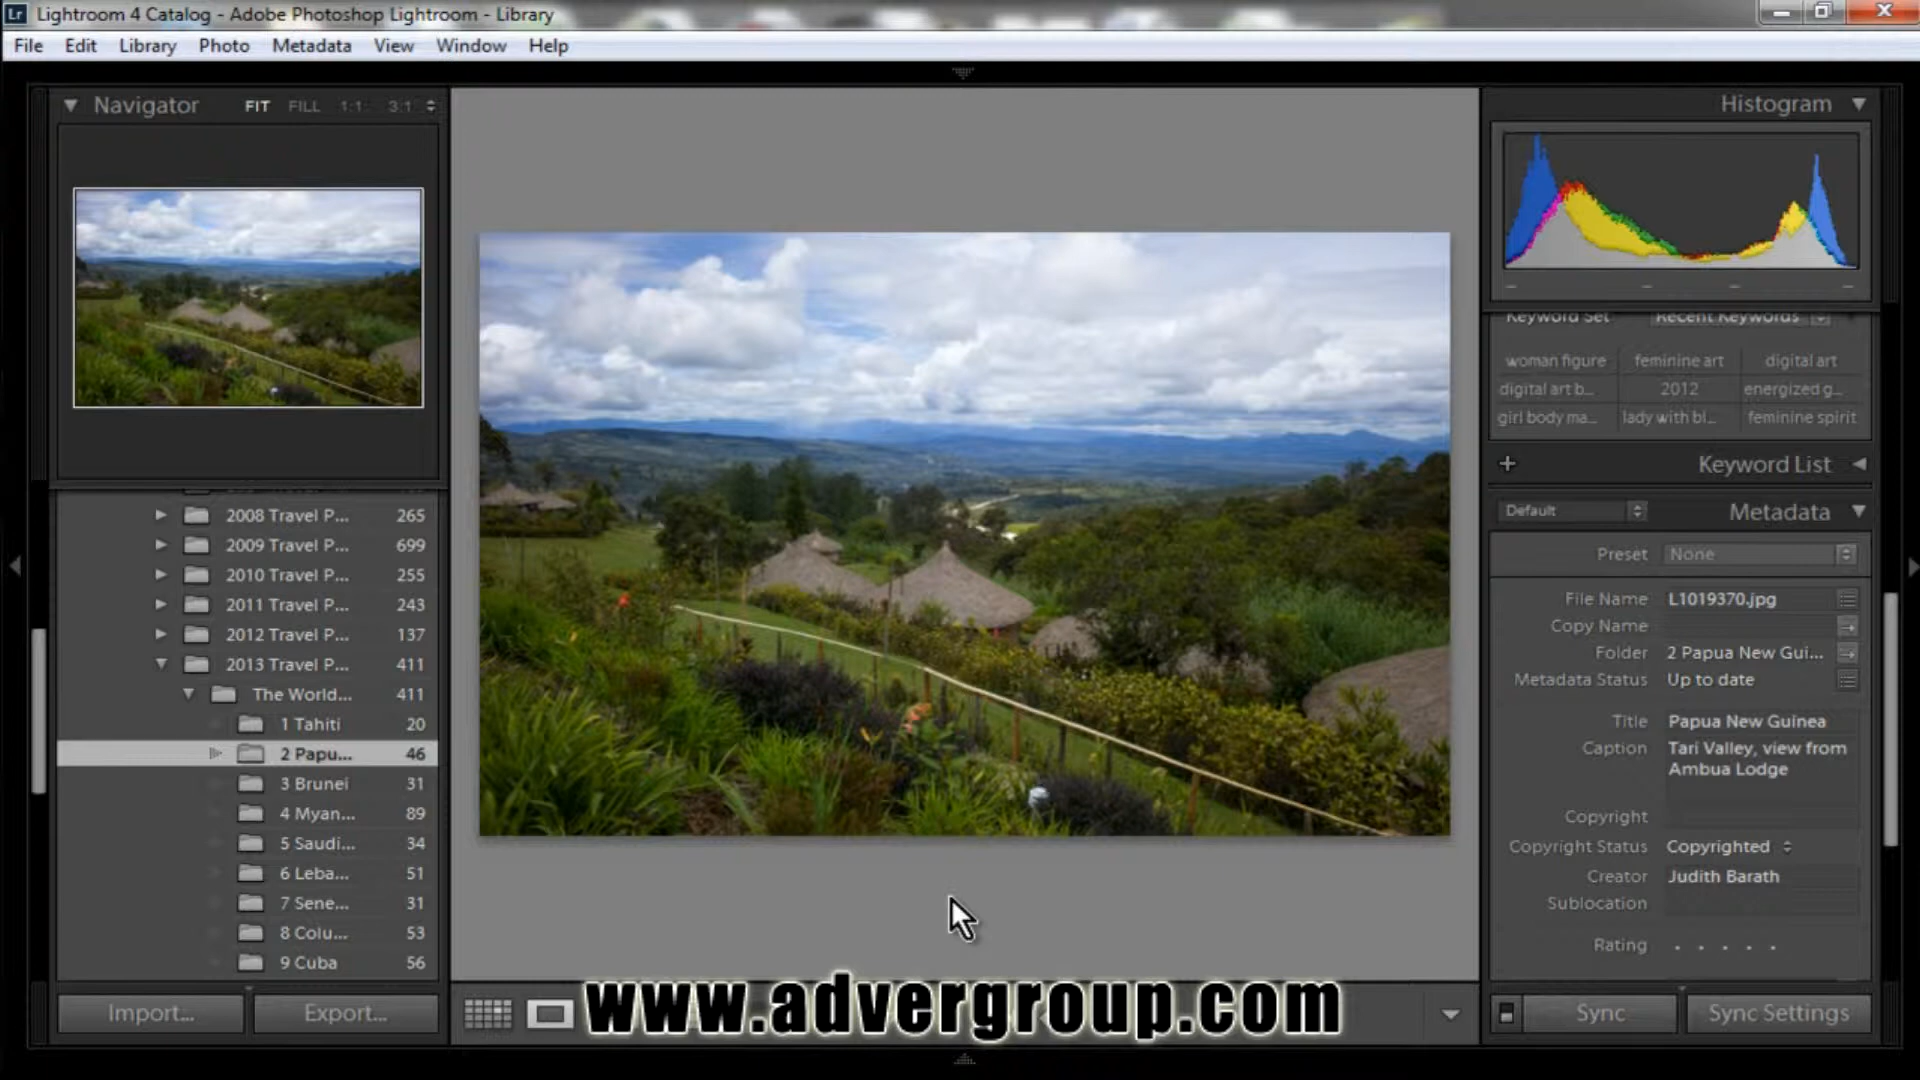 Lightroom 4 Catalog - Adobe Photoshop Lightroom - Library
File Edit Library Photo Metadata View Window Help
Navigator FIT FILL 1:1 3:1
2008 Travel P... 265
2009 Travel P... 699
2010 Travel P... 255
2011 Travel P... 243
2012 Travel P... 137
2013 Travel P... 411
The World... 411
1 Tahiti 20
2 Papu... 46
3 Brunei 31
4 Myan... 89
5 Saudi... 34
6 Leba... 51
7 Sene... 31
8 Colu... 53
9 Cuba 56
Import... Export...
www.advergroup.com
Histogram
Keyword Set Recent Keywords
woman figure feminine art digital art
digital art b... 2012 energized g...
girl body ma... lady with bl... feminine spirit
+ Keyword List
Default Metadata
Preset None
File Name L1019370.jpg
Copy Name
Folder 2 Papua New Gui...
Metadata Status Up to date
Title Papua New Guinea
Caption Tari Valley, view from
Ambua Lodge
Copyright
Copyright Status Copyrighted
Creator Judith Barath
Sublocation
Rating . . . . .
Sync Sync Settings